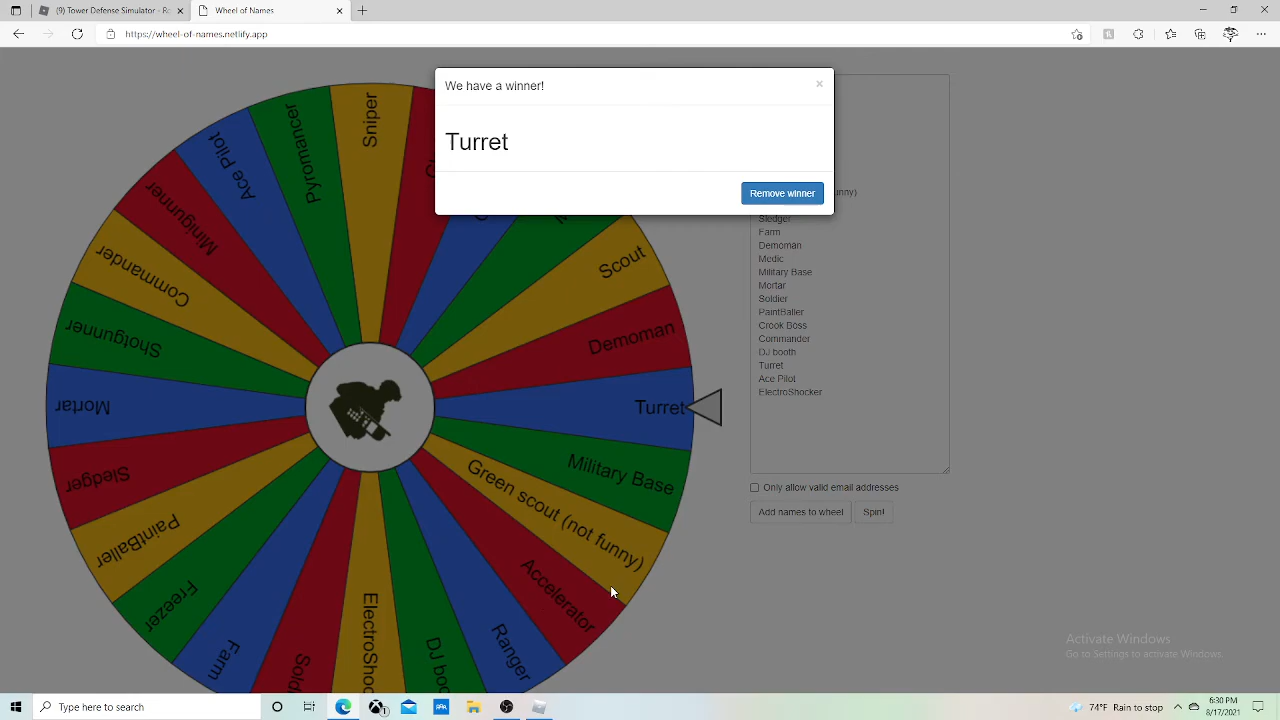 (9) Tower Defense Simulator - Ro
Wheel of Names
https://wheel-of-names.netlify.app
We have a winner!
×
Turret
Remove winner
Sniper
Pyromancer
Ace Pilot
Minigunner
Commander
Shotgunner
Mortar
Sledger
PaintBaller
Freezer
Farm
Sold
ElectroShoc
DJ boo
Ranger
Accelerator
Green scout (not funny)
Military Base
Turret
Demoman
Scout
unny)
Sledger
Farm
Demoman
Medic
Military Base
Mortar
Soldier
PaintBaller
Crook Boss
Commander
DJ booth
Turret
Ace Pilot
ElectroShocker
Only allow valid email addresses
Add names to wheel
Spin!
Activate Windows
Go to Settings to activate Windows.
Type here to search
74°F Rain to stop
6:30 PM
8/17/2021